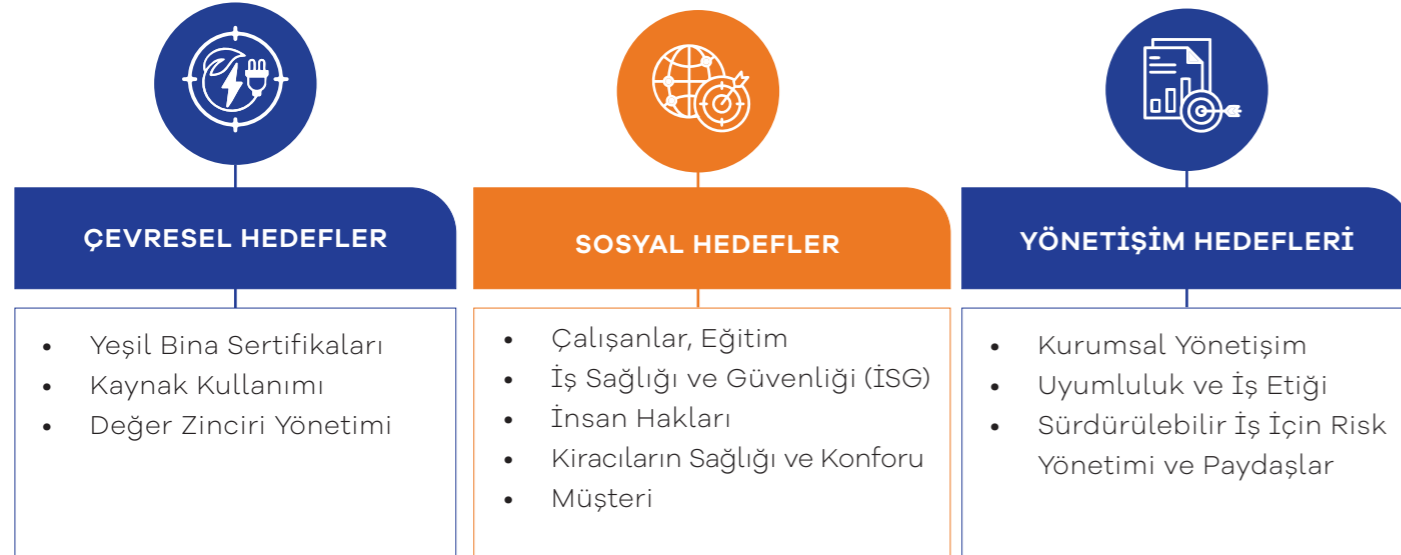 ÇEVRESEL HEDEFLER
• Yeşil Bina Sertifikaları
• Kaynak Kullanımı
• Değer Zinciri Yönetimi
SOSYAL HEDEFLER
• Çalışanlar, Eğitim
• İş Sağlığı ve Güvenliği (İSG)
• İnsan Hakları
• Kiracıların Sağlığı ve Konforu
• Müşteri
YÖNETİŞİM HEDEFLERİ
• Kurumsal Yönetişim
• Uyumluluk ve İş Etiği
• Sürdürülebilir İş İçin Risk
Yönetimi ve Paydaşlar